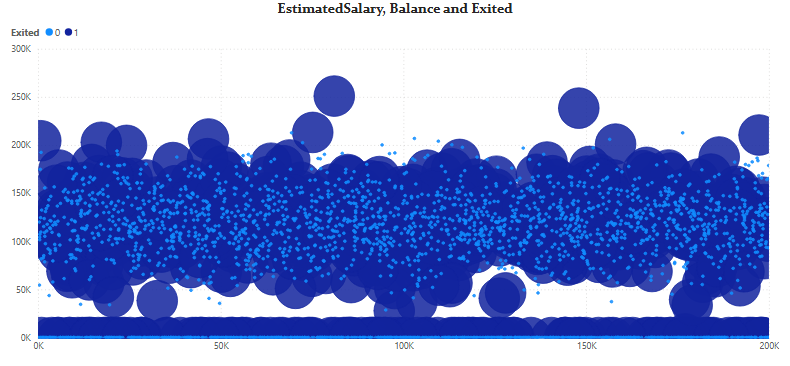 EstimatedSalary, Balance and Exited
Exited 0 1
300K
250K
200K
150K
100K
50K
0K
0K 50K 100K 150K 200K